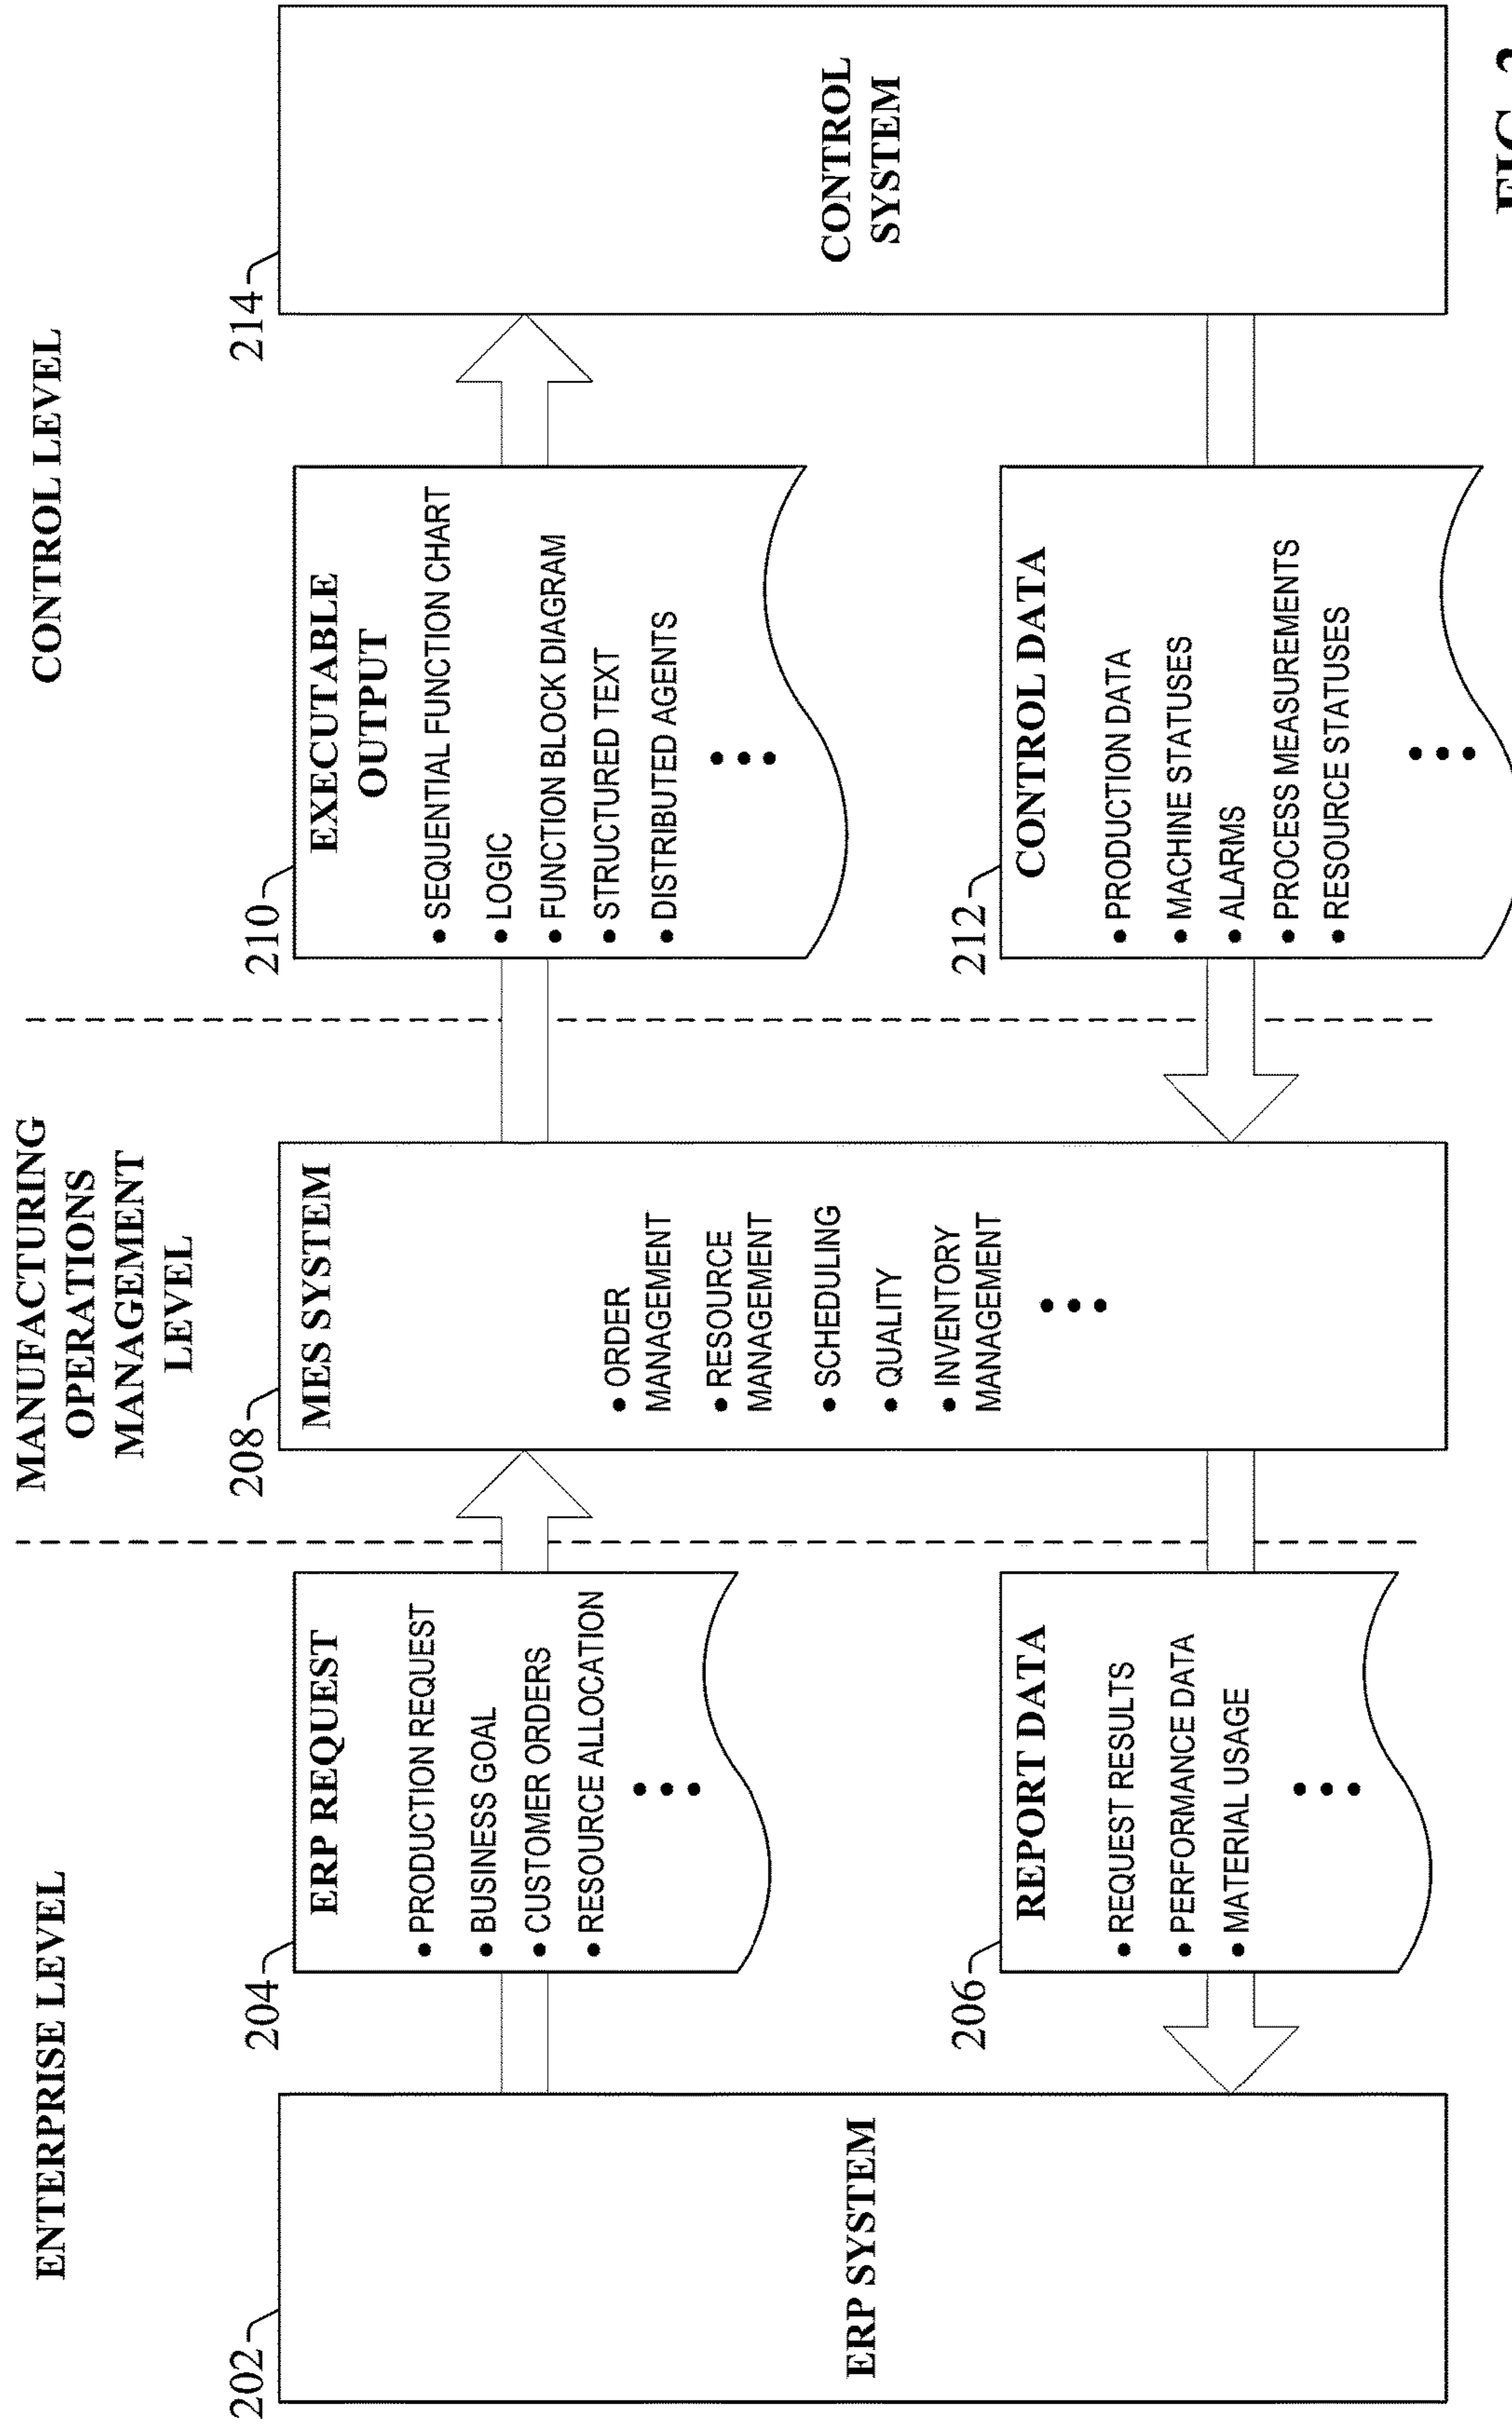 ENTERPRISE LEVEL
MANUFACTURING
OPERATIONS
MANAGEMENT
LEVEL
CONTROL LEVEL
202
ERP SYSTEM
204
ERP REQUEST
• PRODUCTION REQUEST
• BUSINESS GOAL
• CUSTOMER ORDERS
• RESOURCE ALLOCATION
206
REPORT DATA
• REQUEST RESULTS
• PERFORMANCE DATA
• MATERIAL USAGE
208
MES SYSTEM
• ORDER
MANAGEMENT
• RESOURCE
MANAGEMENT
• SCHEDULING
• QUALITY
• INVENTORY
MANAGEMENT
210
EXECUTABLE
OUTPUT
• SEQUENTIAL FUNCTION CHART
• LOGIC
• FUNCTION BLOCK DIAGRAM
• STRUCTURED TEXT
• DISTRIBUTED AGENTS
212
CONTROL DATA
• PRODUCTION DATA
• MACHINE STATUSES
• ALARMS
• PROCESS MEASUREMENTS
• RESOURCE STATUSES
214
CONTROL
SYSTEM
FIG.